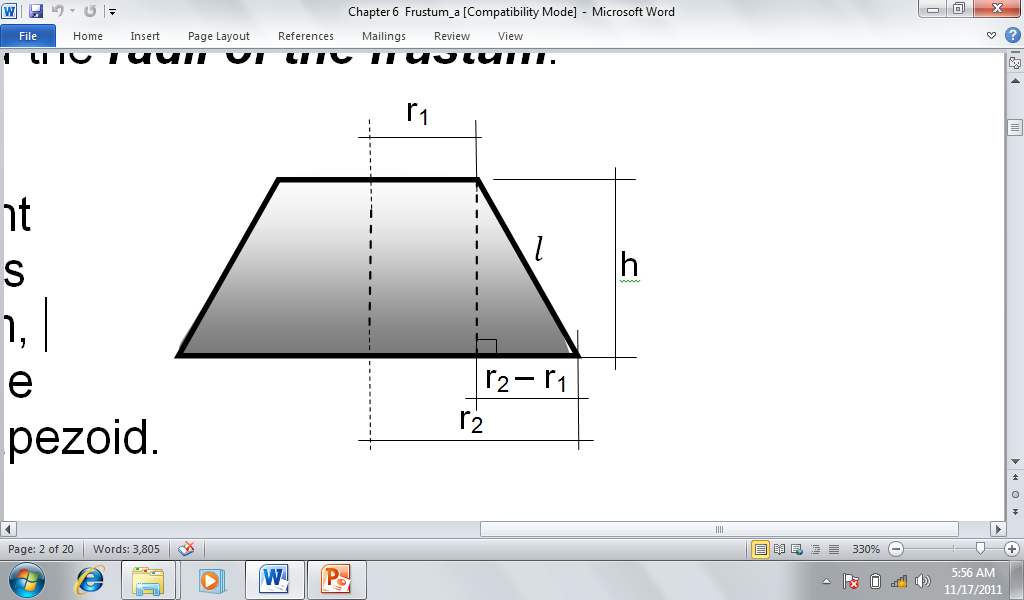 Chapter 6 Frustum_a [Compatibility Mode] - Microsoft Word
File Home Insert Page Layout References Mailings Review View
the radii of the frustum.
r1
nt
l
s
h
n,
e
r2 – r1
r2
pezoid.
Page: 2 of 20 Words: 3,805 330%
5:56 AM
11/17/2011